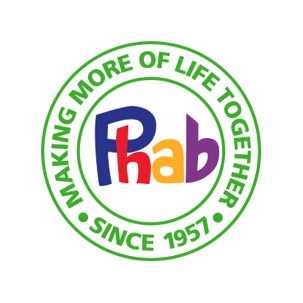 MAKING MORE OF LIFE TOGETHER
Phab
• SINCE 1957 •